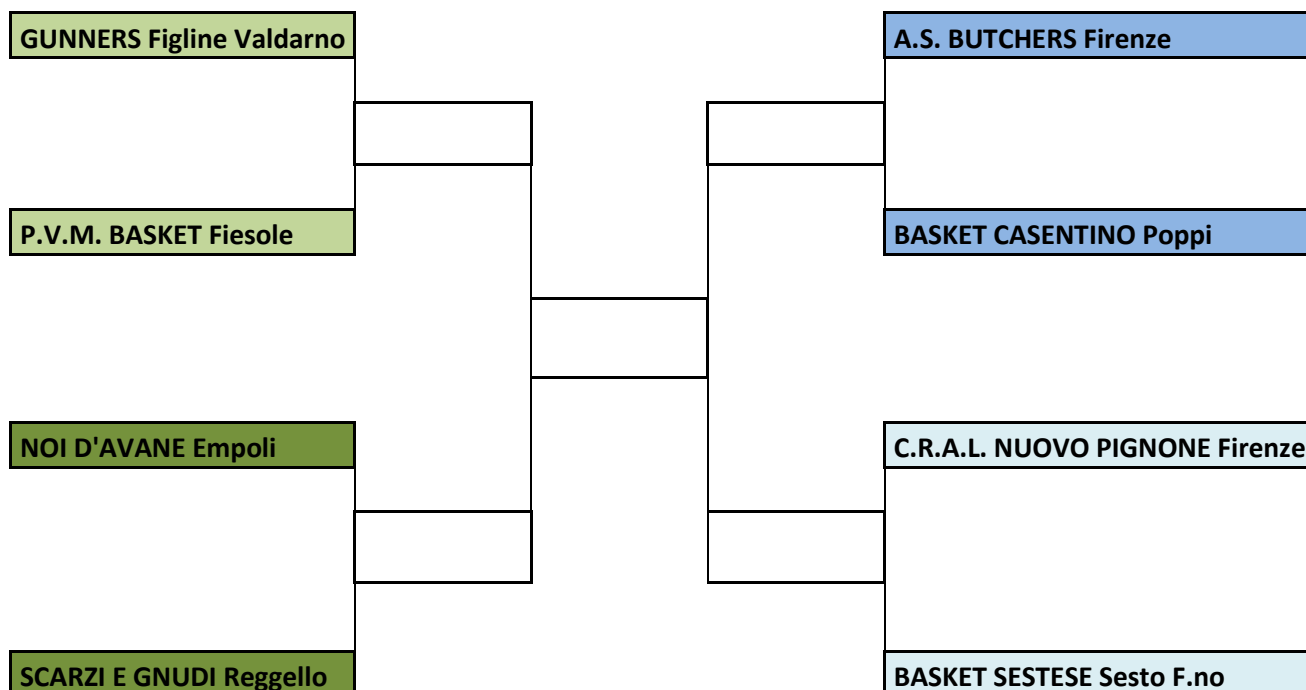 GUNNERS Figline Valdarno
A.S. BUTCHERS Firenze
P.V.M. BASKET Fiesole
BASKET CASENTINO Poppi
NOI D'AVANE Empoli
C.R.A.L. NUOVO PIGNONE Firenze
SCARZI E GNUDI Reggello
BASKET SESTESE Sesto F.no